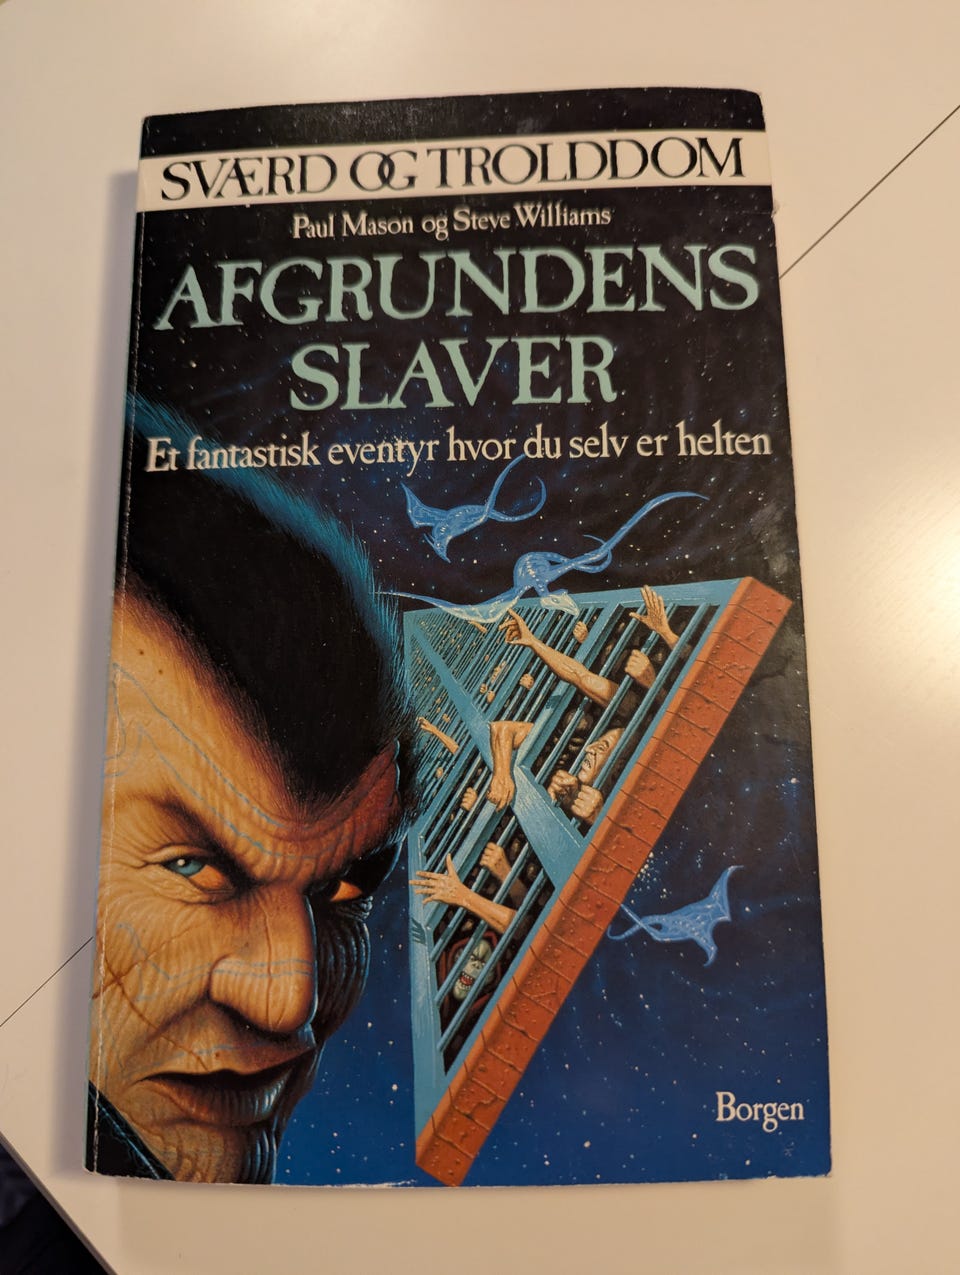 SVÆRD OG TROLDDOM
Paul Mason og Steve Williams
AFGRUNDENS
SLAVER
Et fantastisk eventyr hvor du selv er helten
Borgen